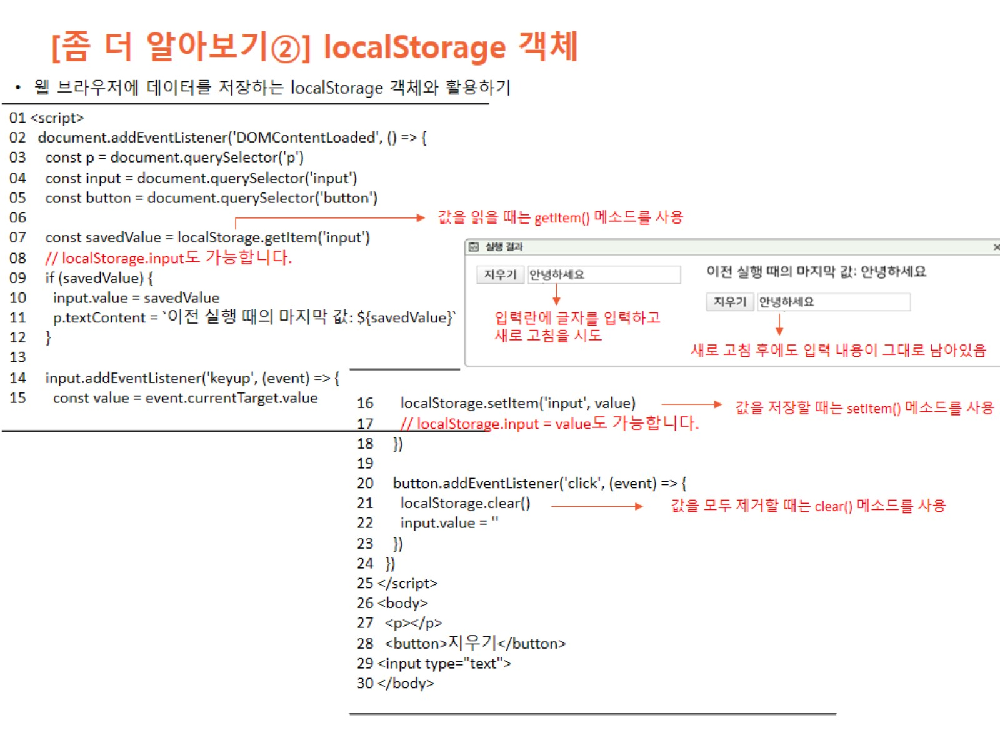 [좀 더 알아보기②] localStorage 객체
• 웹 브라우저에 데이터를 저장하는 localStorage 객체와 활용하기
01 <script>
02 document.addEventListener('DOMContentLoaded', () => {
03 const p = document.querySelector('p')
04 const input = document.querySelector('input')
05 const button = document.querySelector('button')
06
값을 읽을 때는 getItem() 메소드를 사용
07 const savedValue = localStorage.getItem('input')
08 // localStorage.input도 가능합니다.
09 if (savedValue) {
10 input.value = savedValue
11 p.textContent = `이전 실행 때의 마지막 값: ${savedValue}`
12 }
13
14 input.addEventListener('keyup', (event) => {
15 const value = event.currentTarget.value
실행 결과
지우기 안녕하세요
입력란에 글자를 입력하고
새로 고침을 시도
이전 실행 때의 마지막 값: 안녕하세요
지우기 안녕하세요
새로 고침 후에도 입력 내용이 그대로 남아있음
16 localStorage.setItem('input', value)
값을 저장할 때는 setItem() 메소드를 사용
17 // localStorage.input = value도 가능합니다.
18 })
19
20 button.addEventListener('click', (event) => {
21 localStorage.clear()
값을 모두 제거할 때는 clear() 메소드를 사용
22 input.value = ''
23 })
24 })
25 </script>
26 <body>
27 <p></p>
28 <button>지우기</button>
29 <input type="text">
30 </body>